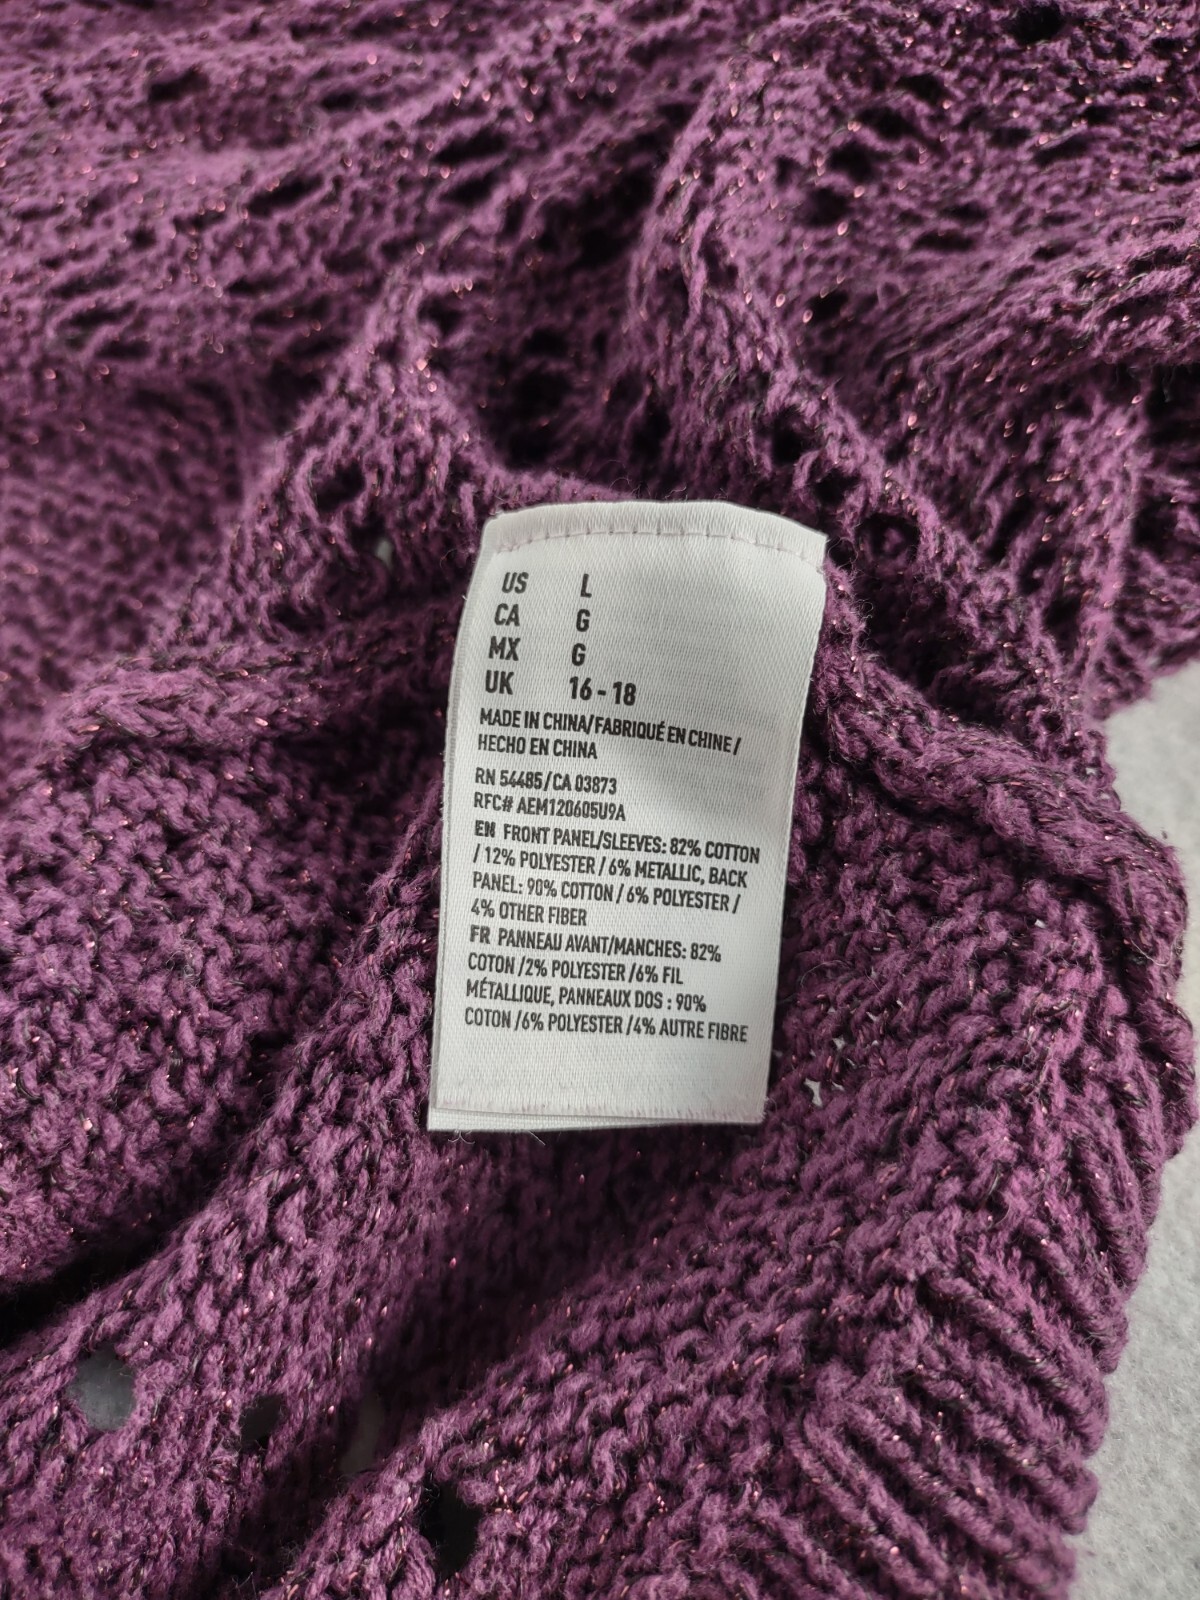 US L
CA G
MX G
UK 16 - 18
MADE IN CHINA/FABRIQUÉ EN CHINE /
HECHO EN CHINA
RN 54485/CA 03873
RFC# AEM120605U9A
EN FRONT PANEL/SLEEVES: 82% COTTON
/ 12% POLYESTER / 6% METALLIC, BACK
PANEL: 90% COTTON / 6% POLYESTER /
4% OTHER FIBER
FR PANNEAU AVANT/MANCHES: 82%
COTON /2% POLYESTER /6% FIL
MÉTALLIQUE, PANNEAUX DOS : 90%
COTON /6% POLYESTER /4% AUTRE FIBRE